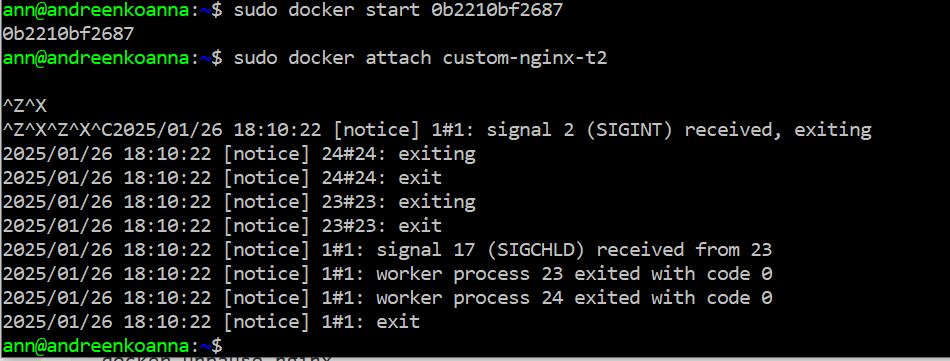 ann@andreenkoanna:~$ sudo docker start 0b2210bf2687
0b2210bf2687
ann@andreenkoanna:~$ sudo docker attach custom-nginx-t2
^Z^X
^Z^X^Z^X^C2025/01/26 18:10:22 [notice] 1#1: signal 2 (SIGINT) received, exiting
2025/01/26 18:10:22 [notice] 24#24: exiting
2025/01/26 18:10:22 [notice] 24#24: exit
2025/01/26 18:10:22 [notice] 23#23: exiting
2025/01/26 18:10:22 [notice] 23#23: exit
2025/01/26 18:10:22 [notice] 1#1: signal 17 (SIGCHLD) received from 23
2025/01/26 18:10:22 [notice] 1#1: worker process 23 exited with code 0
2025/01/26 18:10:22 [notice] 1#1: worker process 24 exited with code 0
2025/01/26 18:10:22 [notice] 1#1: exit
ann@andreenkoanna:~$